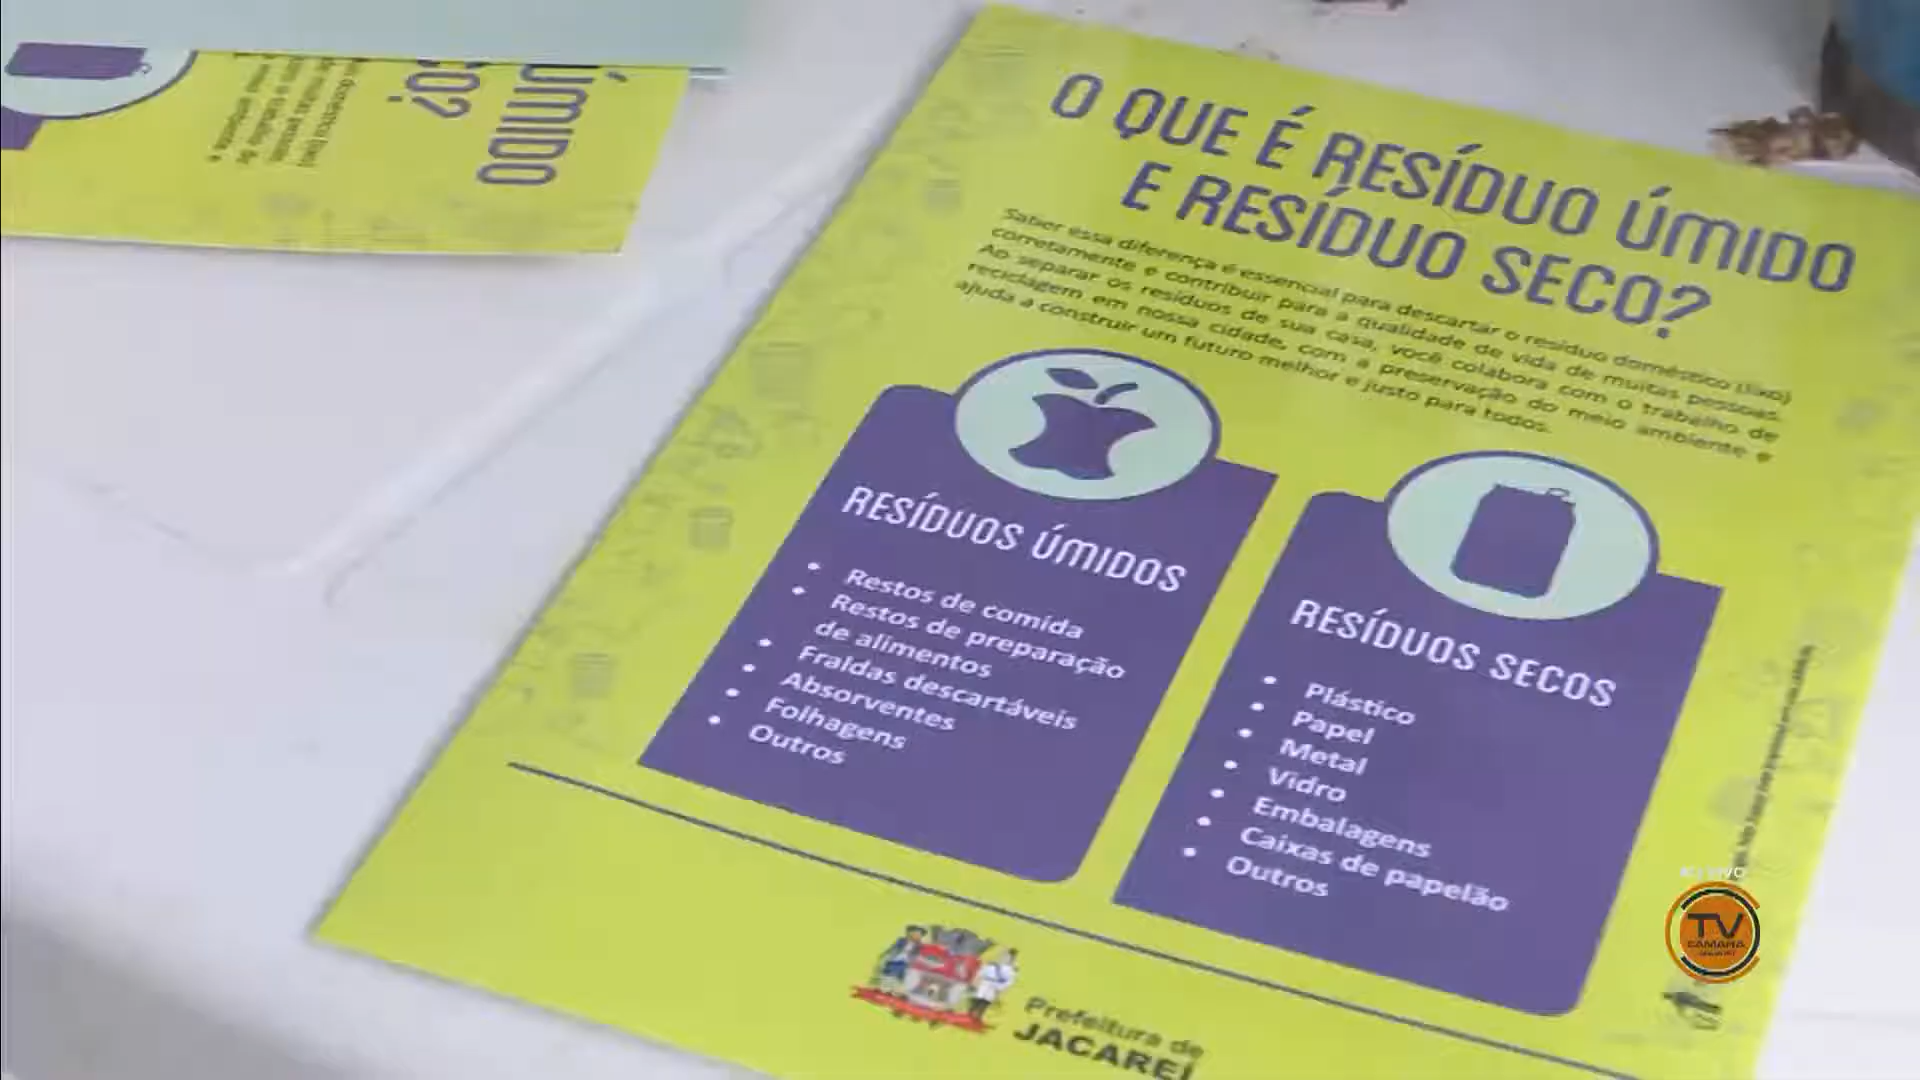 O QUE É RESÍDUO ÚMIDO
E RESÍDUO SECO?
Saber essa diferença é essencial para descartar o resíduo doméstico (lixo)
corretamente e contribuir para a qualidade de vida de muitas pessoas.
Ao separar os resíduos de sua casa, você colabora com o trabalho de
reciclagem em nossa cidade, com a preservação do meio ambiente e
ajuda a construir um futuro melhor e justo para todos.
RESÍDUOS ÚMIDOS
• Restos de comida
• Restos de preparação
de alimentos
• Fraldas descartáveis
• Absorventes
• Folhagens
• Outros
RESÍDUOS SECOS
• Plástico
• Papel
• Metal
• Vidro
• Embalagens
• Caixas de papelão
• Outros
Prefeitura de
JACAREÍ
ÚMIDO
CO?
AO VIVO
TV
CÂMARA
JACAREÍ